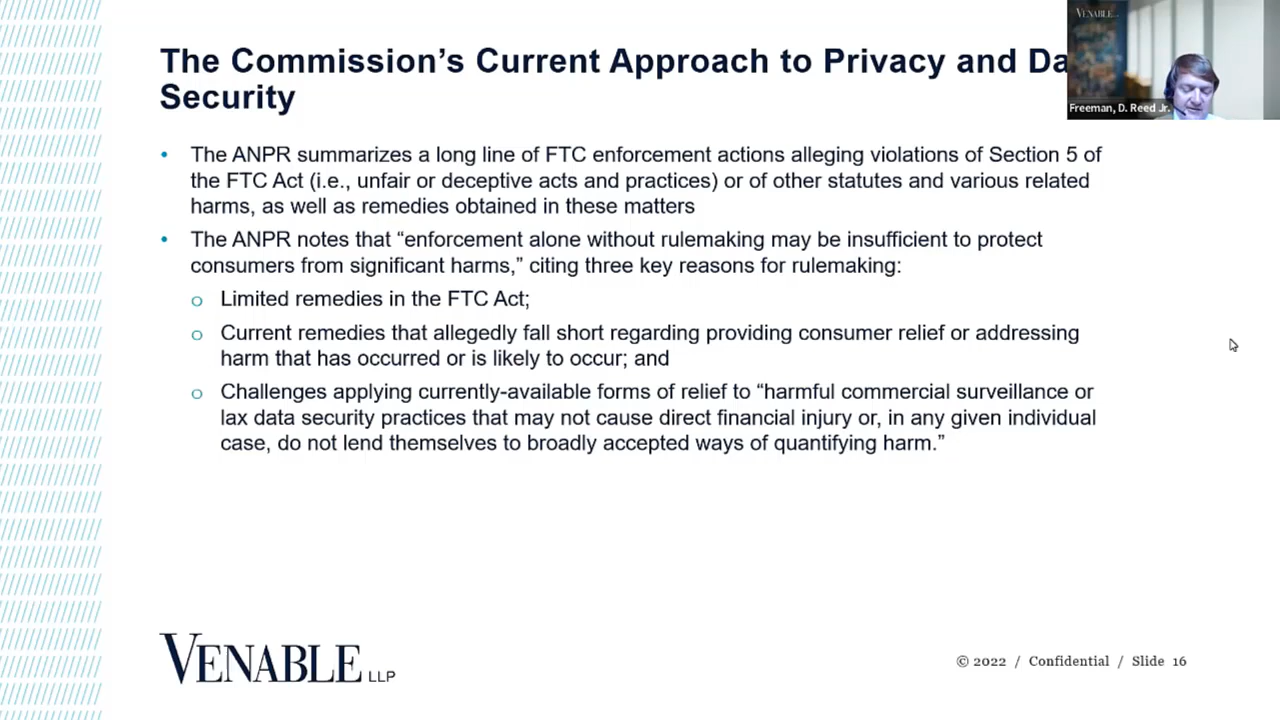 The Commission's Current Approach to Privacy and Da
Security
VENABLE
Freeman, D. Reed Jr.
• The ANPR summarizes a long line of FTC enforcement actions alleging violations of Section 5 of
the FTC Act (i.e., unfair or deceptive acts and practices) or of other statutes and various related
harms, as well as remedies obtained in these matters
• The ANPR notes that “enforcement alone without rulemaking may be insufficient to protect
consumers from significant harms,” citing three key reasons for rulemaking:
o Limited remedies in the FTC Act;
o Current remedies that allegedly fall short regarding providing consumer relief or addressing
harm that has occurred or is likely to occur; and
o Challenges applying currently-available forms of relief to “harmful commercial surveillance or
lax data security practices that may not cause direct financial injury or, in any given individual
case, do not lend themselves to broadly accepted ways of quantifying harm.”
VENABLE LLP
© 2022 / Confidential / Slide 16